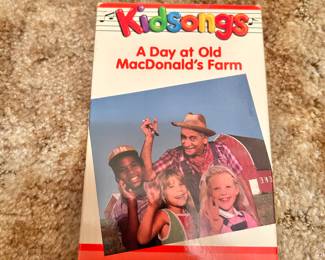 Kidsongs
A Day at Old
MacDonald's Farm